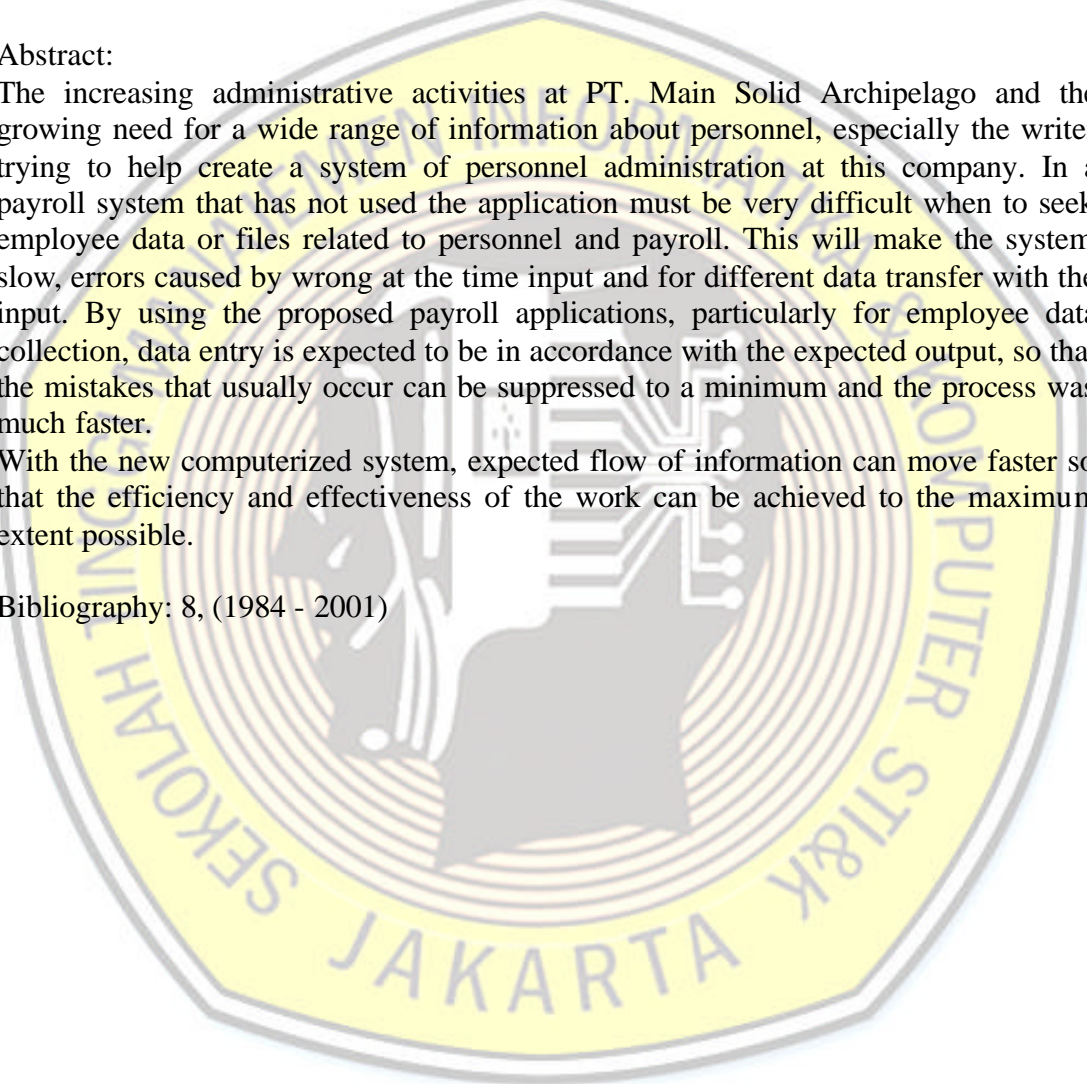 Abstract:
The increasing administrative activities at PT. Main Solid Archipelago and the
growing need for a wide range of information about personnel, especially the writer
trying to help create a system of personnel administration at this company. In a
payroll system that has not used the application must be very difficult when to seek
employee data or files related to personnel and payroll. This will make the system
slow, errors caused by wrong at the time input and for different data transfer with the
input. By using the proposed payroll applications, particularly for employee data
collection, data entry is expected to be in accordance with the expected output, so that
the mistakes that usually occur can be suppressed to a minimum and the process was
much faster.
With the new computerized system, expected flow of information can move faster so
that the efficiency and effectiveness of the work can be achieved to the maximum
extent possible.
Bibliography: 8, (1984 - 2001)
SEKOLAH TINGGI MANAJEMEN INFORMATIKA & KOMPUTER STI&K
JAKARTA